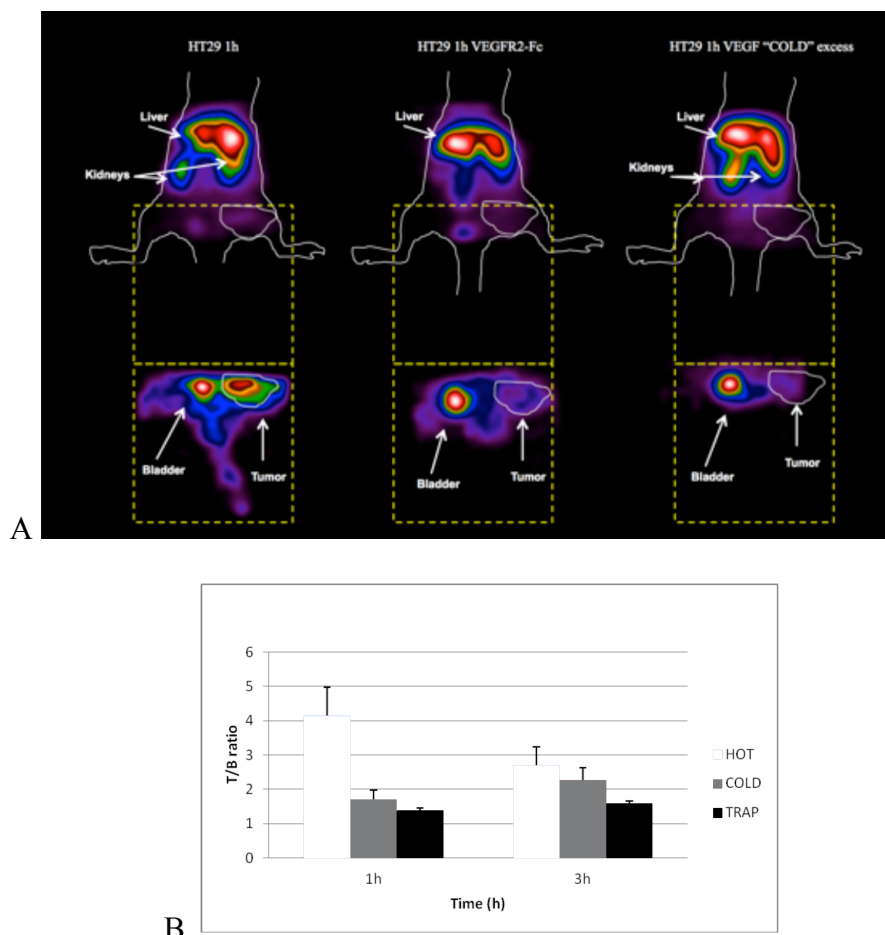 HT29 1h
HT29 1h VEGFR2-Fc
HT29 1h VEGF “COLD” excess
Liver
Kidneys
Liver
Liver
Kidneys
Bladder
Tumor
Bladder
Tumor
Bladder
Tumor
A
6
5
4
3
2
1
0
T/B ratio
1h
3h
Time (h)
HOT
COLD
TRAP
B